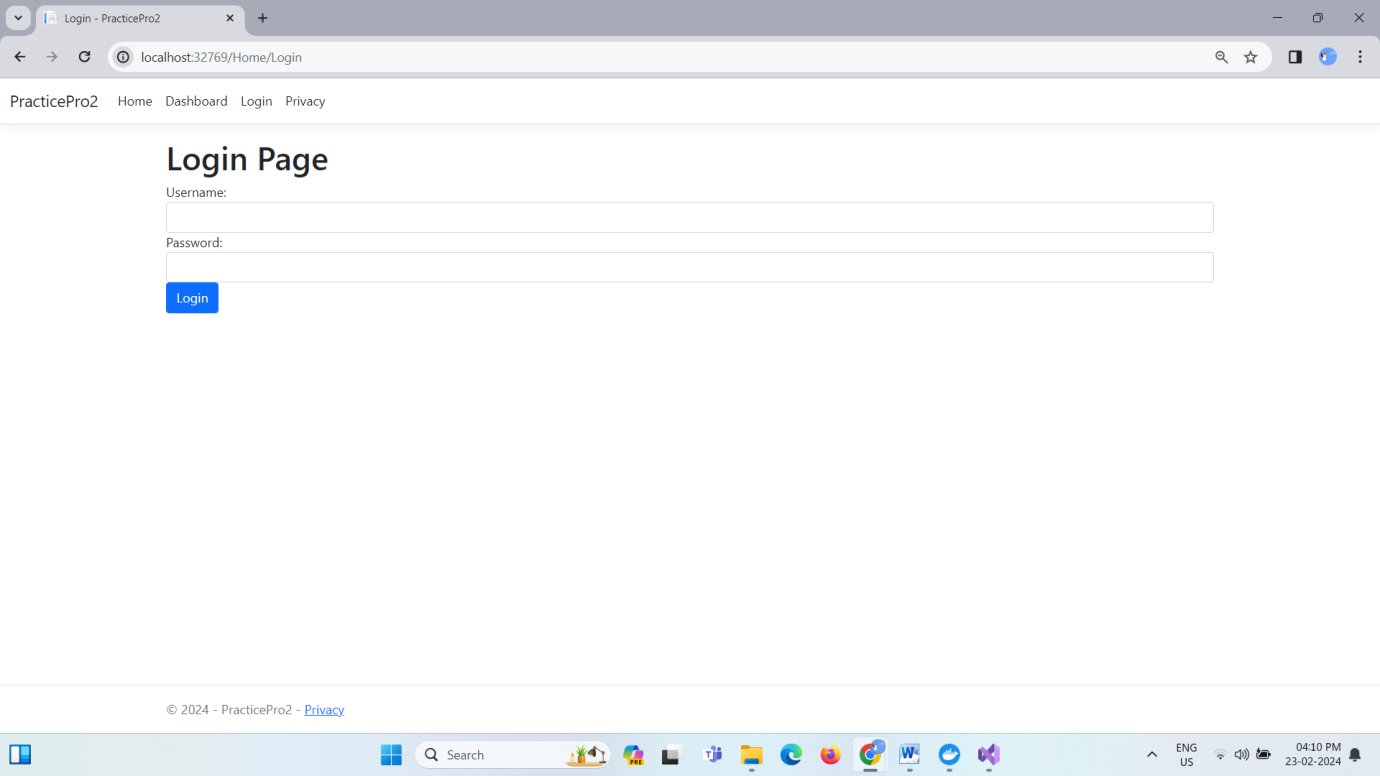 Login - PracticePro2
localhost:32769/Home/Login
PracticePro2 Home Dashboard Login Privacy
Login Page
Username:
Password:
Login
© 2024 - PracticePro2 - Privacy
Search
PRE
ENG
US
04:10 PM
23-02-2024